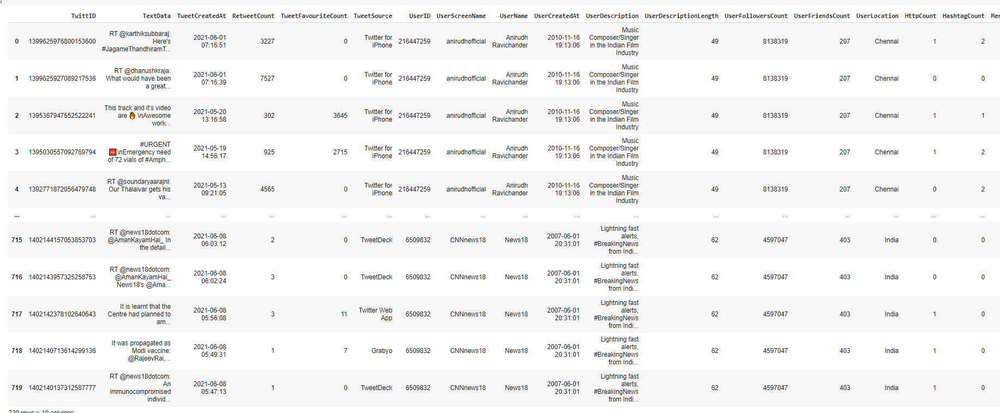 TwittID TextData TweetCreatedAt RetweetCount TweetFavouriteCount TweetSource UserID UserScreenName UserName UserCreatedAt UserDescription UserDescriptionLength UserFollowersCount UserFriendsCount UserLocation HttpCount HashtagCount Mer
0 1399625976800153600 RT @karthiksubbaraj: Here's #JagameThandhiramT... 2021-06-01 07:16:51 3227 0 Twitter for iPhone 216447259 anirudhofficial Anirudh Ravichander 2010-11-16 19:13:06 Music Composer/Singer in the Indian Film Industry 49 8138319 207 Chennai 1 2
1 1399625927089217536 RT @dhanushkraja: What would have been a great... 2021-06-01 07:16:39 7527 0 Twitter for iPhone 216447259 anirudhofficial Anirudh Ravichander 2010-11-16 19:13:06 Music Composer/Singer in the Indian Film Industry 49 8138319 207 Chennai 0 0
2 1395367947552522241 This track and it's video are 🔥 \nAwesome work... 2021-05-20 13:16:58 302 3645 Twitter for iPhone 216447259 anirudhofficial Anirudh Ravichander 2010-11-16 19:13:06 Music Composer/Singer in the Indian Film Industry 49 8138319 207 Chennai 1 1
3 1395030557092769794 #URGENT 🆘\nEmergency need of 72 vials of #Amph... 2021-05-19 14:56:17 925 2715 Twitter for iPhone 216447259 anirudhofficial Anirudh Ravichander 2010-11-16 19:13:06 Music Composer/Singer in the Indian Film Industry 49 8138319 207 Chennai 1 2
4 1392771872056479748 RT @soundaryaarajni: Our Thalaivar gets his va... 2021-05-13 09:21:05 4565 0 Twitter for iPhone 216447259 anirudhofficial Anirudh Ravichander 2010-11-16 19:13:06 Music Composer/Singer in the Indian Film Industry 49 8138319 207 Chennai 0 2
... ... ... ... ... ... ... ... ... ... ... ... ... ... ... ... ... ...
715 1402144157053853703 RT @news18dotcom: @AmanKayamHai_ In the detail... 2021-06-08 06:03:12 2 0 TweetDeck 6509832 CNNnews18 News18 2007-06-01 20:31:01 Lightning fast alerts, #BreakingNews from Indi... 62 4597047 403 India 0 0
716 1402143957325258753 RT @news18dotcom: @AmanKayamHai_ News18's @Ama... 2021-06-08 06:02:24 3 0 TweetDeck 6509832 CNNnews18 News18 2007-06-01 20:31:01 Lightning fast alerts, #BreakingNews from Indi... 62 4597047 403 India 0 0
717 1402142378102640643 It is learnt that the Centre had planned to am... 2021-06-08 05:56:08 3 11 Twitter Web App 6509832 CNNnews18 News18 2007-06-01 20:31:01 Lightning fast alerts, #BreakingNews from Indi... 62 4597047 403 India 1 0
718 1402140713614299136 It was propagated as Modi vaccine: @RajeevRai,... 2021-06-08 05:49:31 1 7 Grabyo 6509832 CNNnews18 News18 2007-06-01 20:31:01 Lightning fast alerts, #BreakingNews from Indi... 62 4597047 403 India 1 0
719 1402140137312587777 RT @news18dotcom: An immunocompromised individ... 2021-06-08 05:47:13 1 0 TweetDeck 6509832 CNNnews18 News18 2007-06-01 20:31:01 Lightning fast alerts, #BreakingNews from Indi... 62 4597047 403 India 1 0
720 rows × 19 columns